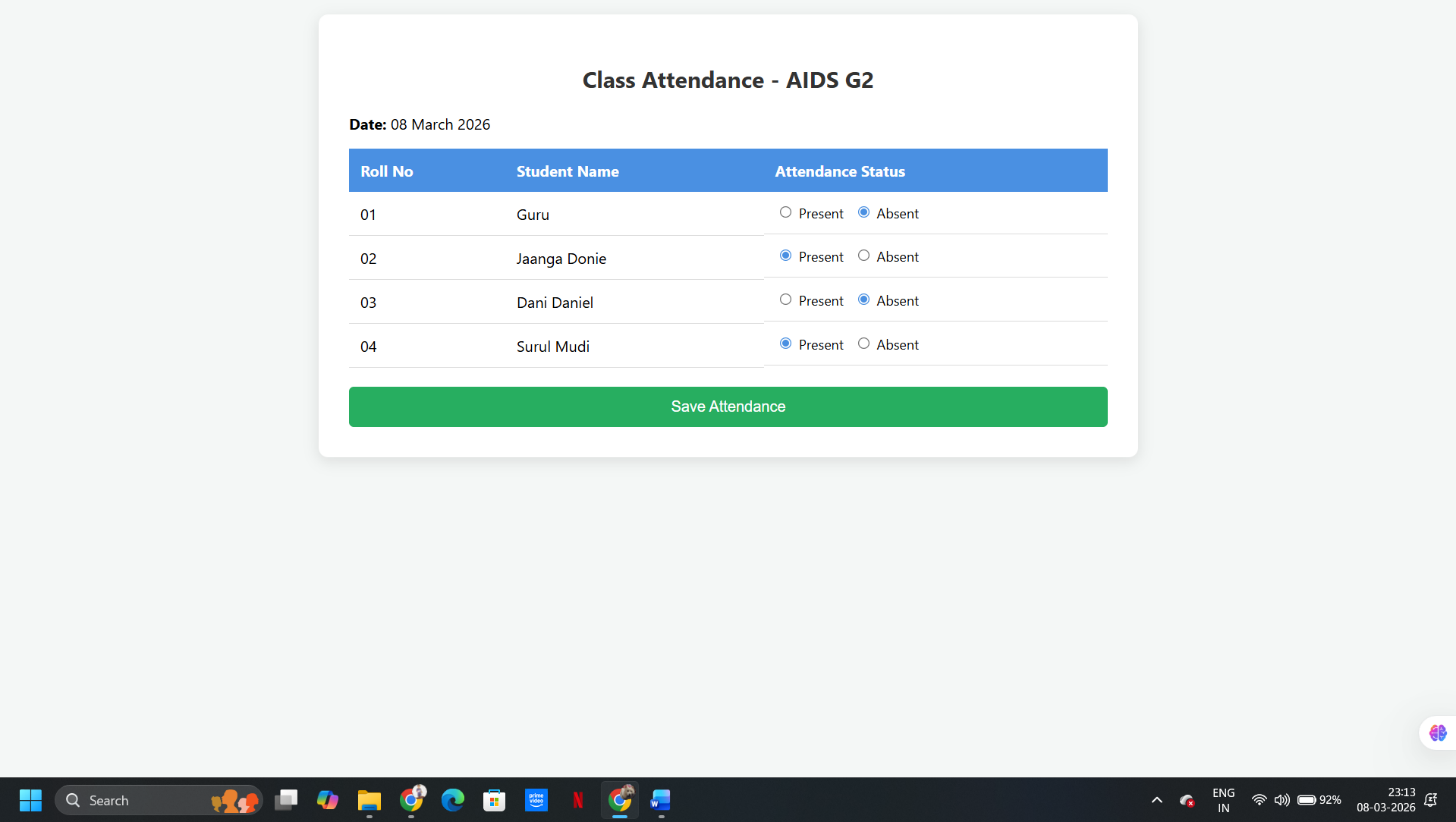 Class Attendance - AIDS G2
Date: 08 March 2026
Roll No Student Name Attendance Status
01 Guru Present Absent
02 Jaanga Donie Present Absent
03 Dani Daniel Present Absent
04 Surul Mudi Present Absent
Save Attendance
Search
prime video
N
W
ENG
IN
92%
23:13
08-03-2026